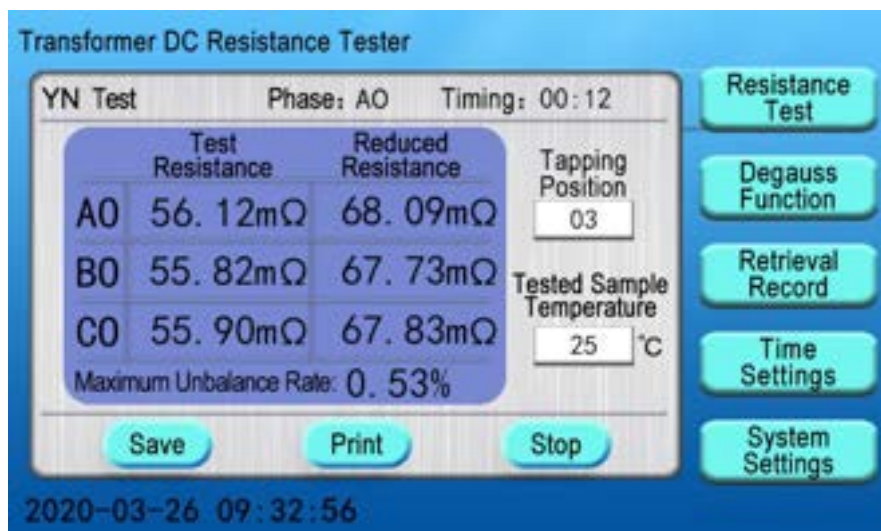 Transformer DC Resistance Tester
YN Test Phase: AO Timing: 00:12
Test Resistance Reduced Resistance
A0 56.12mΩ 68.09mΩ
B0 55.82mΩ 67.73mΩ
C0 55.90mΩ 67.83mΩ
Maximum Unbalance Rate: 0.53%
Tapping
Position
03
Tested Sample
Temperature
25 °C
Save Print Stop
Resistance
Test
Degauss
Function
Retrieval
Record
Time
Settings
System
Settings
2020-03-26 09:32:56